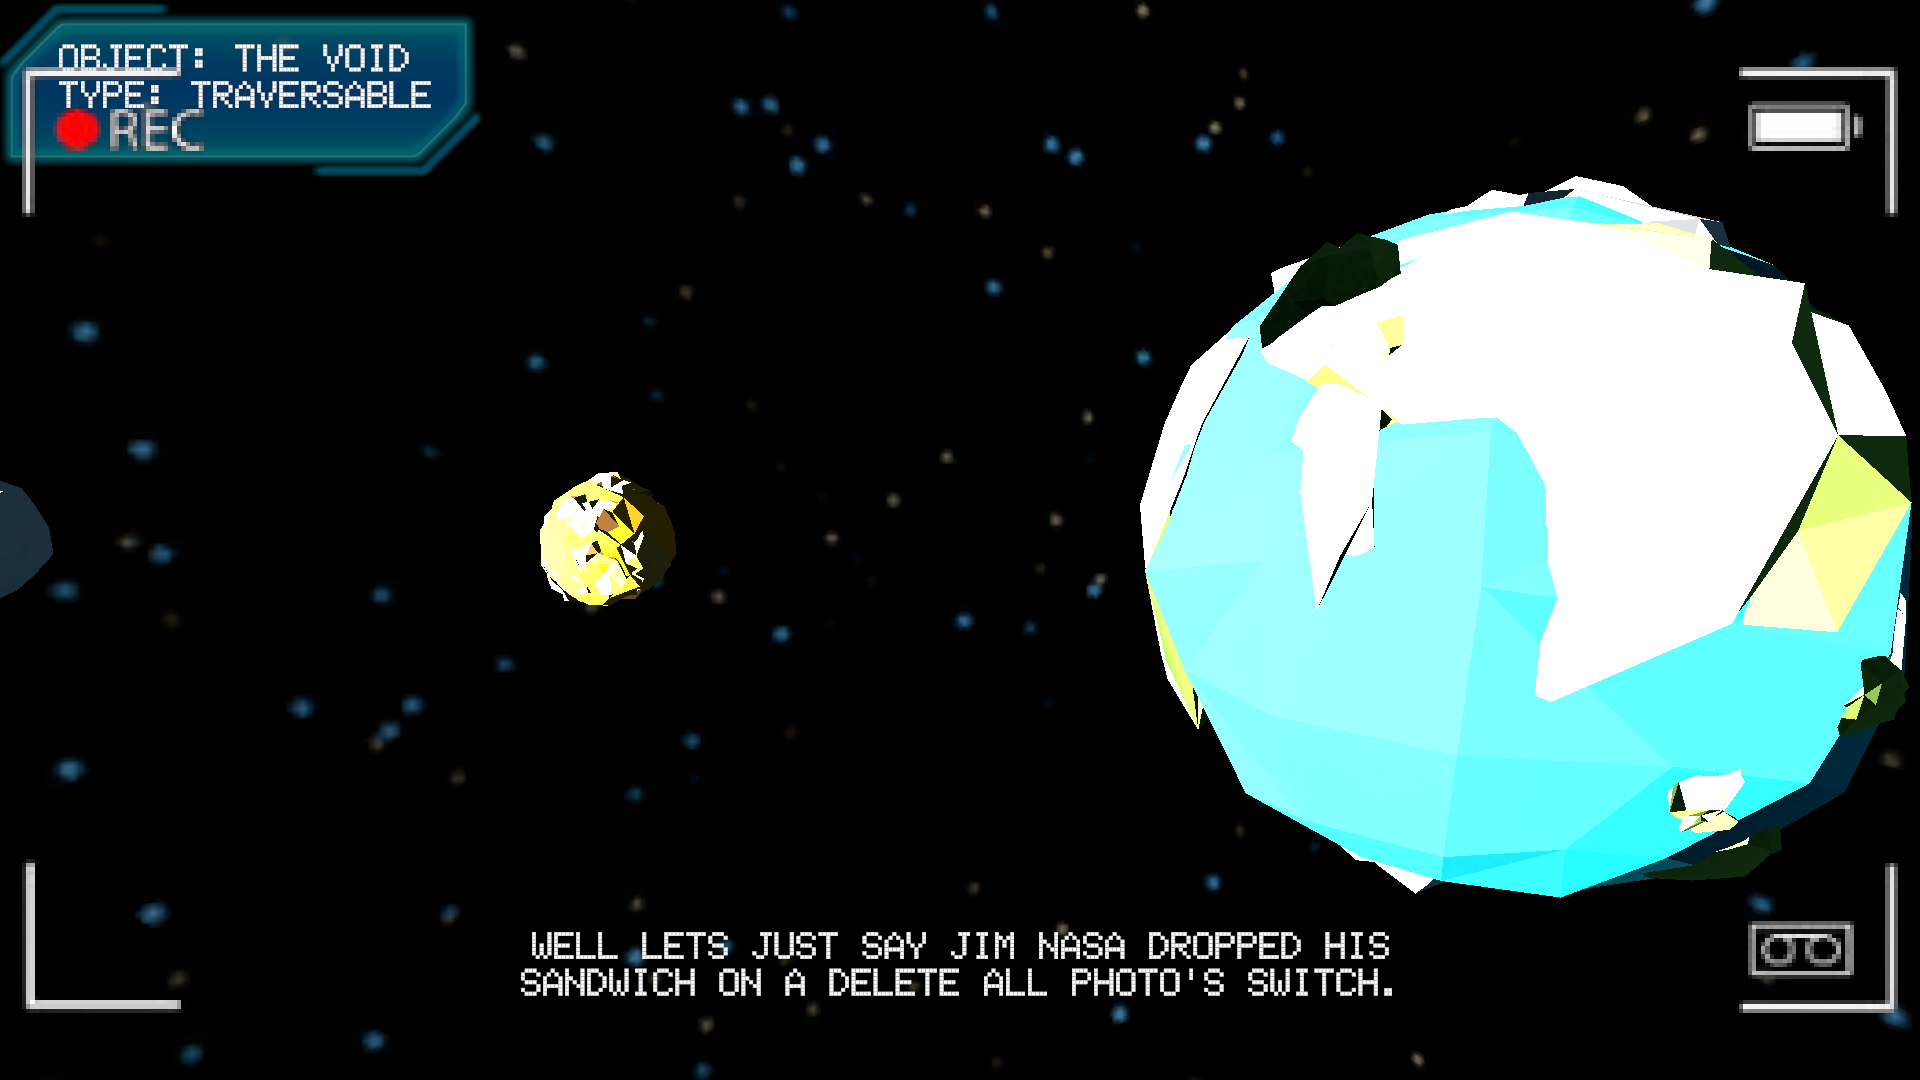 OBJECT: THE VOID
TYPE: TRAVERSABLE
REC
WELL LETS JUST SAY JIM NASA DROPPED HIS
SANDWICH ON A DELETE ALL PHOTO'S SWITCH.